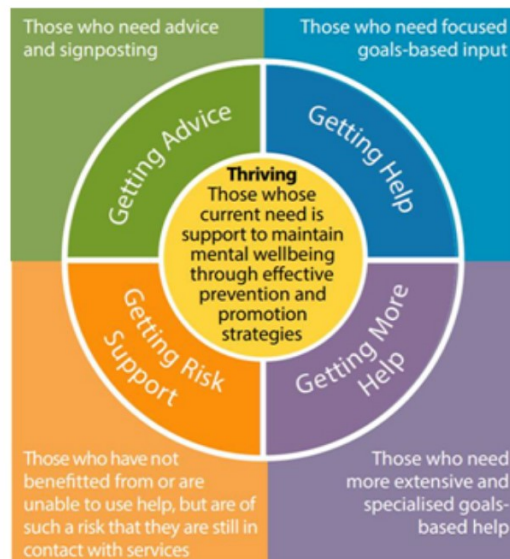 Those who need advice
and signposting
Those who need focused
goals-based input
Getting Advice
Getting Help
Thriving
Those whose
current need is
support to maintain
mental wellbeing
through effective
prevention and
promotion
strategies
Getting Risk
Support
Getting More
Help
Those who have not
benefitted from or are
unable to use help, but are of
such a risk that they are still in
contact with services
Those who need
more extensive and
specialised goals-
based help